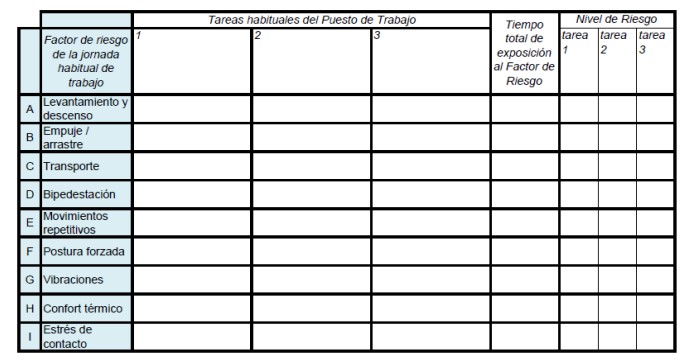 Tareas habituales del Puesto de Trabajo
Tiempo total de exposición al Factor de Riesgo
Nivel de Riesgo
Factor de riesgo de la jornada habitual de trabajo
1
2
3
tarea 1
tarea 2
tarea 3
A Levantamiento y descenso
B Empuje / arrastre
C Transporte
D Bipedestación
E Movimientos repetitivos
F Postura forzada
G Vibraciones
H Confort térmico
I Estrés de contacto